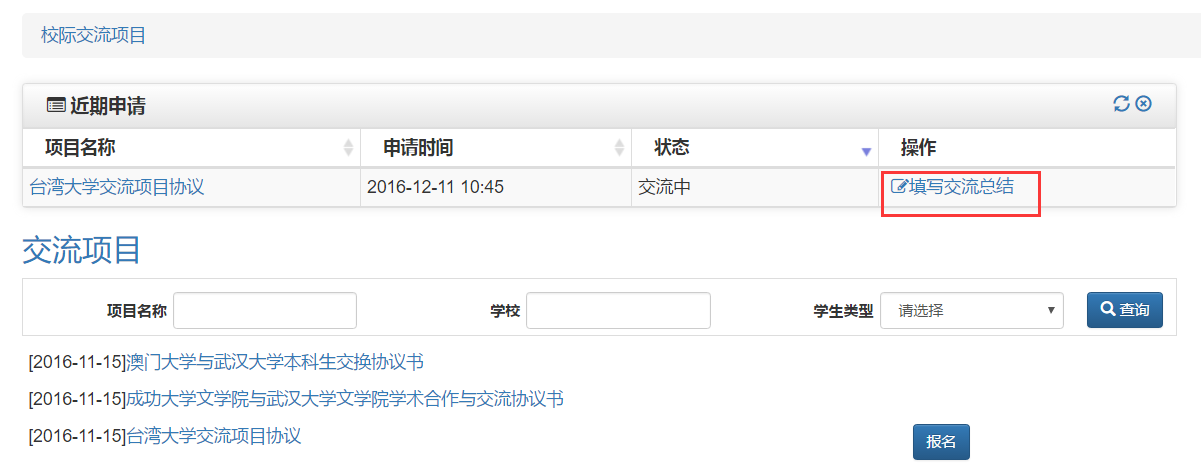 校际交流项目
近期申请
项目名称 申请时间 状态 操作
台湾大学交流项目协议 2016-12-11 10:45 交流中 填写交流总结
交流项目
项目名称 学校 学生类型 请选择 查询
[2016-11-15]澳门大学与武汉大学本科生交换协议书
[2016-11-15]成功大学文学院与武汉大学文学院学术合作与交流协议书
[2016-11-15]台湾大学交流项目协议 报名